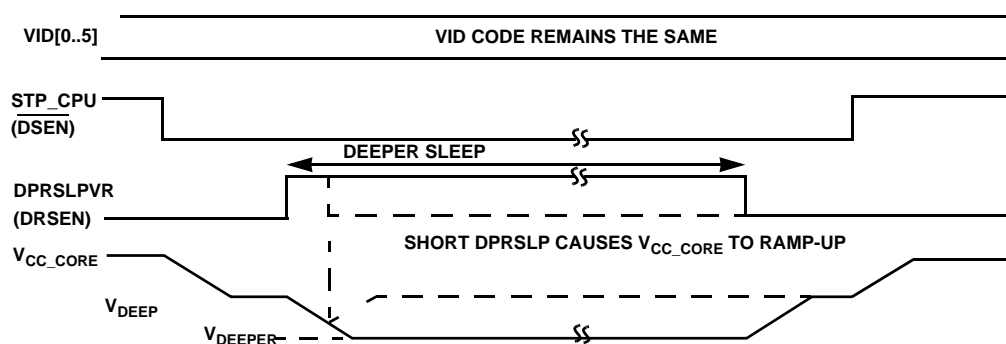 VID[0..5]
VID CODE REMAINS THE SAME
STP_CPU
(DSEN)
DEEPER SLEEP
DPRSLPVR
(DRSEN)
SHORT DPRSLP CAUSES VCC_CORE TO RAMP-UP
VCC_CORE
VDEEP
VDEEPER